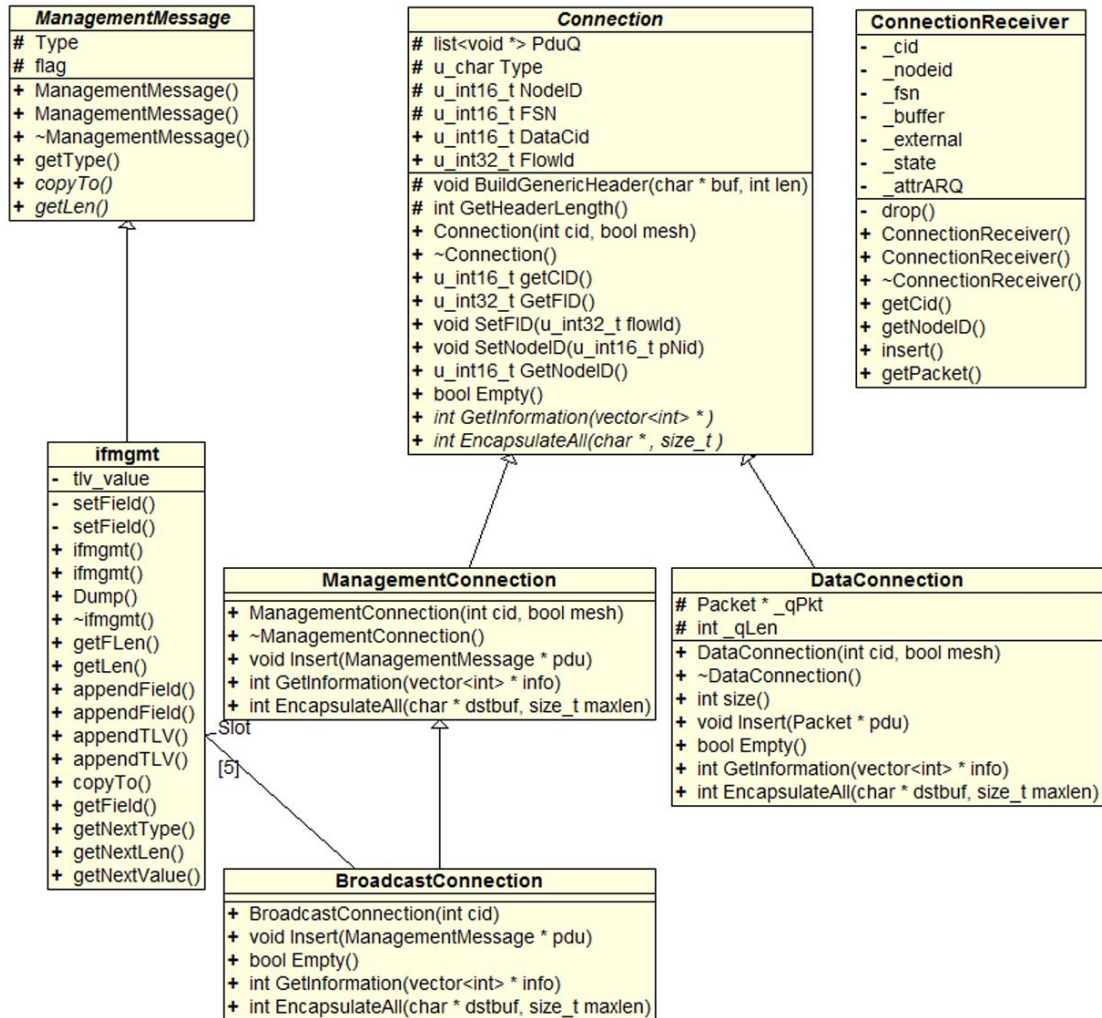 ManagementMessage
# Type
# flag
+ ManagementMessage()
+ ManagementMessage()
+ ~ManagementMessage()
+ getType()
+ copyTo()
+ getLen()
Connection
# list<void *> PduQ
# u_char Type
# u_int16_t NodeID
# u_int16_t FSN
+ u_int16_t DataCid
+ u_int32_t FlowId
# void BuildGenericHeader(char * buf, int len)
# int GetHeaderLength()
+ Connection(int cid, bool mesh)
+ ~Connection()
+ u_int16_t getCID()
+ u_int32_t GetFID()
+ void SetFID(u_int32_t flowId)
+ void SetNodeID(u_int16_t pNid)
+ u_int16_t GetNodeID()
+ bool Empty()
+ int GetInformation(vector<int> * )
+ int EncapsulateAll(char * , size_t )
ConnectionReceiver
- _cid
- _nodeid
- _fsn
- _buffer
- _external
- _state
- _attrARQ
- drop()
+ ConnectionReceiver()
+ ConnectionReceiver()
+ ~ConnectionReceiver()
+ getCid()
+ getNodeID()
+ insert()
+ getPacket()
ifmgmt
- tlv_value
- setField()
- setField()
+ ifmgmt()
+ ifmgmt()
+ Dump()
+ ~ifmgmt()
+ getFLen()
+ getLen()
+ appendField()
+ appendField()
+ appendTLV()
+ appendTLV()
+ copyTo()
+ getField()
+ getNextType()
+ getNextLen()
+ getNextValue()
ManagementConnection
+ ManagementConnection(int cid, bool mesh)
+ ~ManagementConnection()
+ void Insert(ManagementMessage * pdu)
+ int GetInformation(vector<int> * info)
+ int EncapsulateAll(char * dstbuf, size_t maxlen)
DataConnection
# Packet * _qPkt
# int _qLen
+ DataConnection(int cid, bool mesh)
+ ~DataConnection()
+ int size()
+ void Insert(Packet * pdu)
+ bool Empty()
+ int GetInformation(vector<int> * info)
+ int EncapsulateAll(char * dstbuf, size_t maxlen)
Slot
[5]
BroadcastConnection
+ BroadcastConnection(int cid)
+ void Insert(ManagementMessage * pdu)
+ bool Empty()
+ int GetInformation(vector<int> * info)
+ int EncapsulateAll(char * dstbuf, size_t maxlen)